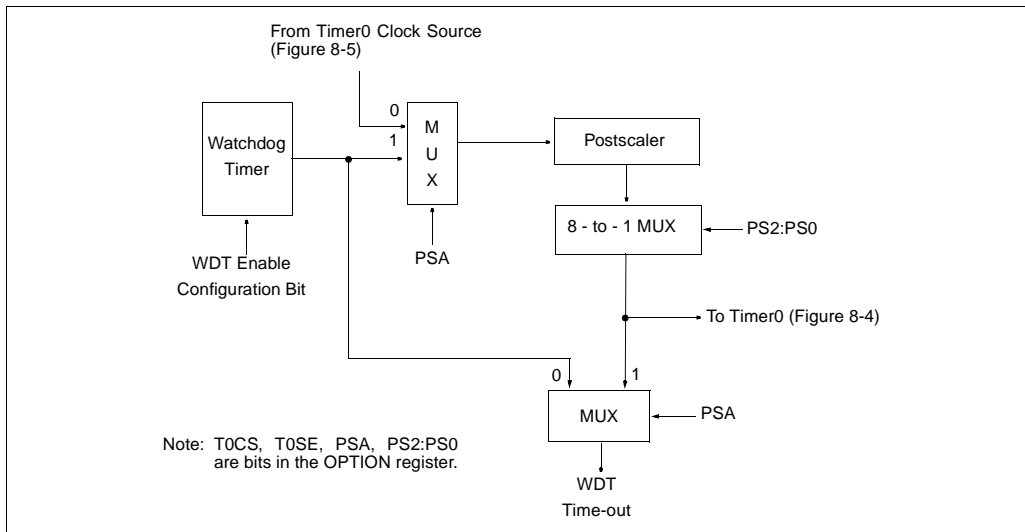 From Timer0 Clock Source
(Figure 8-5)
0
1
M
U
X
Watchdog
Timer
Postscaler
8 - to - 1 MUX
PS2:PS0
PSA
WDT Enable
Configuration Bit
To Timer0 (Figure 8-4)
0
1
MUX
PSA
Note: T0CS, T0SE, PSA, PS2:PS0
are bits in the OPTION register.
WDT
Time-out